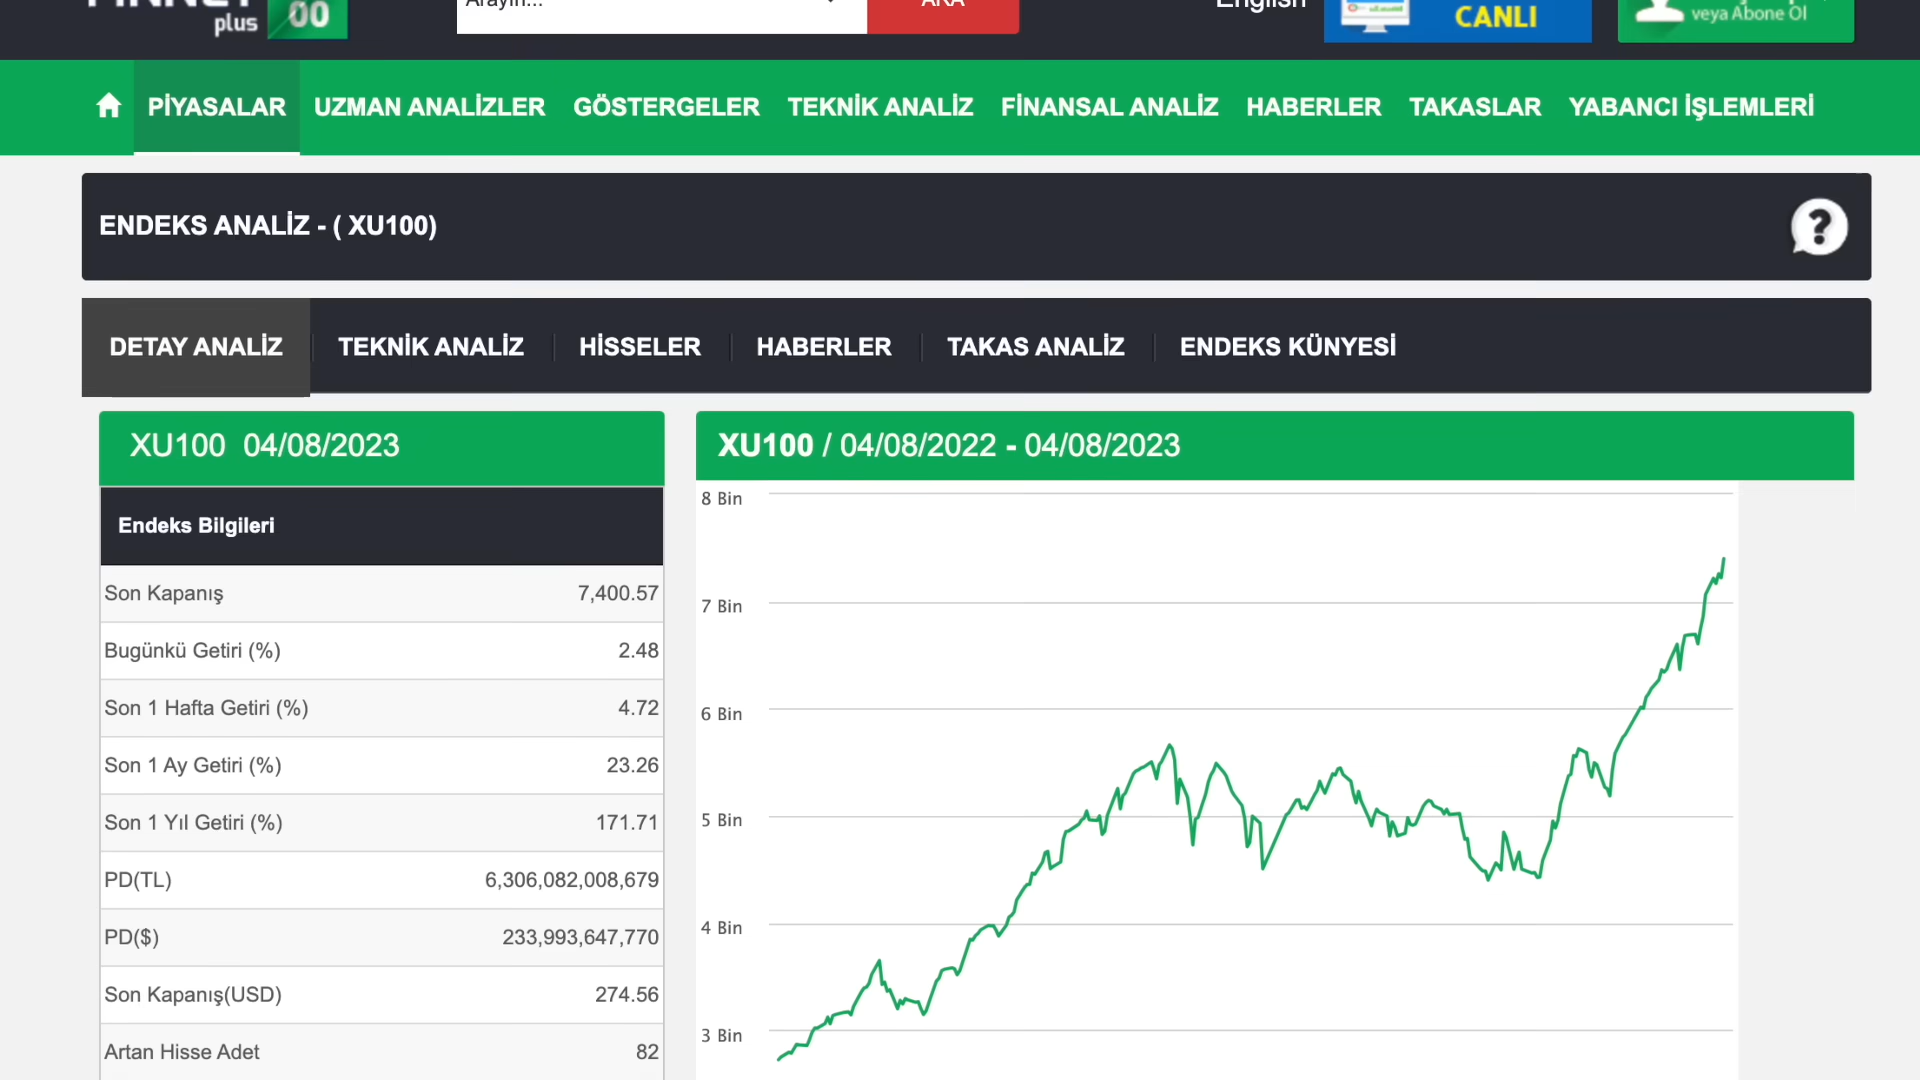 plus
00
Arayın...
ARA
English
CANLI
veya Abone Ol
PİYASALAR
UZMAN ANALİZLER
GÖSTERGELER
TEKNİK ANALİZ
FİNANSAL ANALİZ
HABERLER
TAKASLAR
YABANCI İŞLEMLERİ
ENDEKS ANALİZ - ( XU100)
?
DETAY ANALİZ
TEKNİK ANALİZ
HİSSELER
HABERLER
TAKAS ANALİZ
ENDEKS KÜNYESİ
XU100 04/08/2023
Endeks Bilgileri
Son Kapanış 7,400.57
Bugünkü Getiri (%) 2.48
Son 1 Hafta Getiri (%) 4.72
Son 1 Ay Getiri (%) 23.26
Son 1 Yıl Getiri (%) 171.71
PD(TL) 6,306,082,008,679
PD($) 233,993,647,770
Son Kapanış(USD) 274.56
Artan Hisse Adet 82
XU100 / 04/08/2022 - 04/08/2023
8 Bin
7 Bin
6 Bin
5 Bin
4 Bin
3 Bin